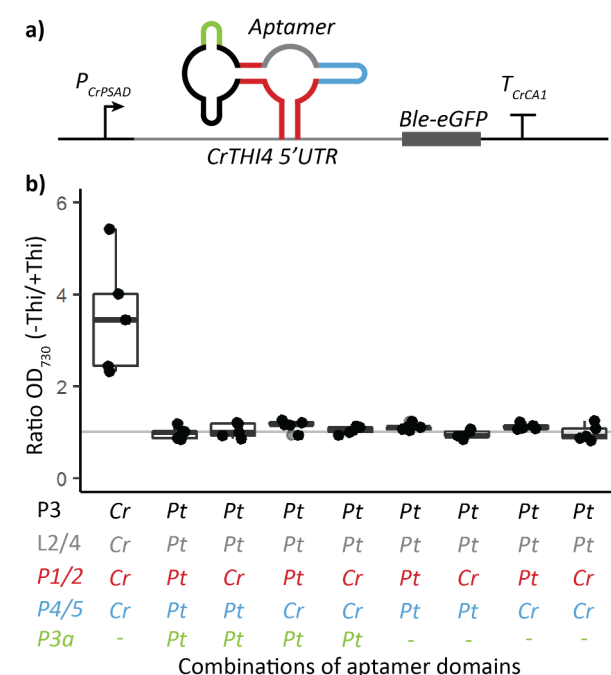 a)
Aptamer
P_CrPSAD
T_CrCA1
Ble-eGFP
CrTHI4 5’UTR
b)
Ratio OD730 (-Thi/+Thi)
6
4
2
0
P3 Cr Pt Pt Pt Pt Pt Pt Pt Pt
L2/4 Cr Pt Pt Pt Pt Pt Pt Pt Pt
P1/2 Cr Pt Cr Pt Cr Pt Cr Pt Cr
P4/5 Cr Pt Pt Cr Cr Pt Pt Cr Cr
P3a - Pt Pt Pt Pt - - - -
Combinations of aptamer domains